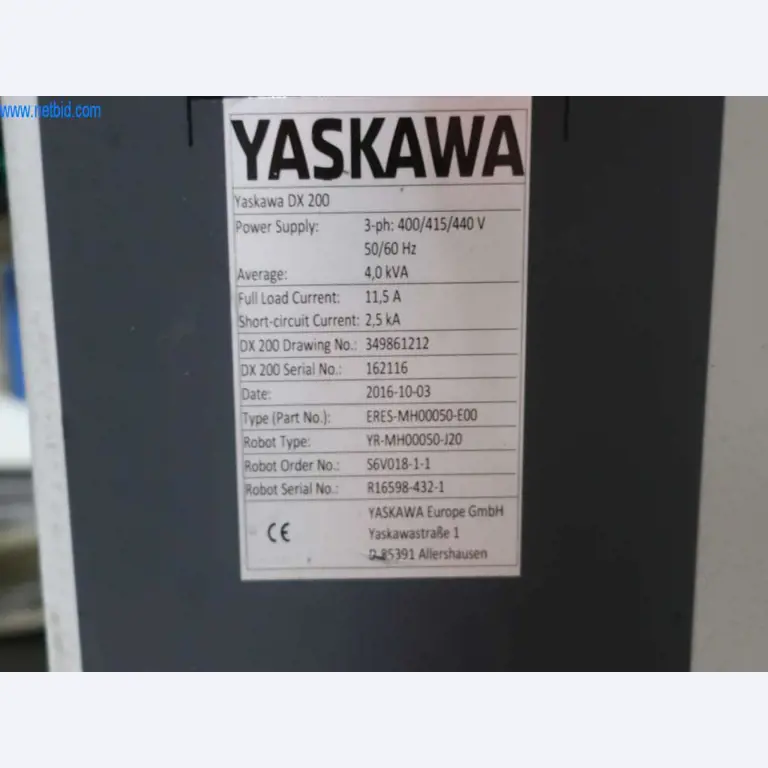 www.netbid.com
YASKAWA
Yaskawa DX 200
Power Supply: 3-ph: 400/415/440 V
50/60 Hz
Average: 4,0 kVA
Full Load Current: 11,5 A
Short-circuit Current: 2,5 kA
DX 200 Drawing No.: 349861212
DX 200 Serial No.: 162116
Date: 2016-10-03
Type (Part No.): ERES-MH00050-E00
Robot Type: YR-MH00050-J20
Robot Order No.: S6V018-1-1
Robot Serial No.: R16598-432-1
YASKAWA Europe GmbH
CE Yaskawastraße 1
D-85391 Allershausen